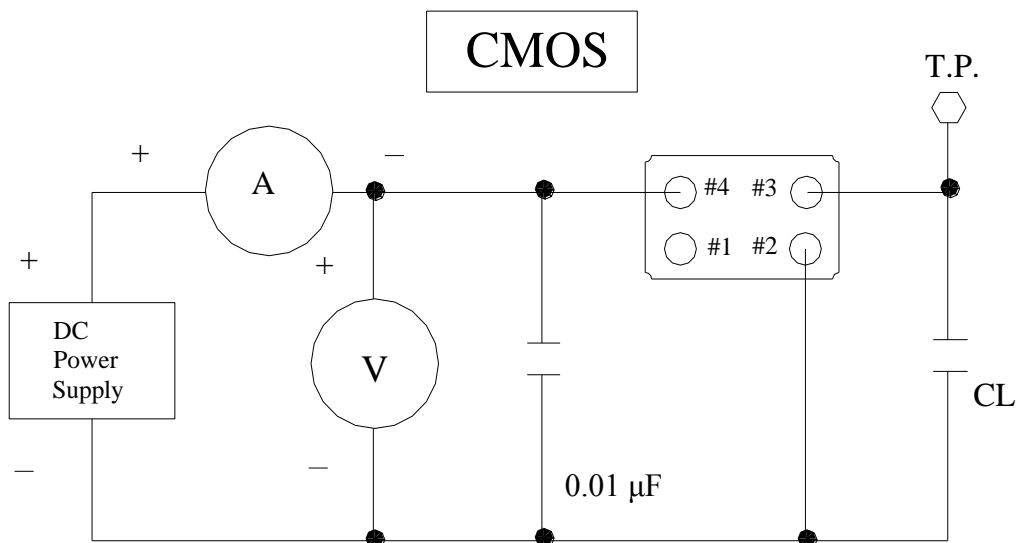 CMOS
T.P.
+
A
–
#4 #3
#1 #2
+
+
DC
Power
Supply
V
CL
–
–
0.01 µF